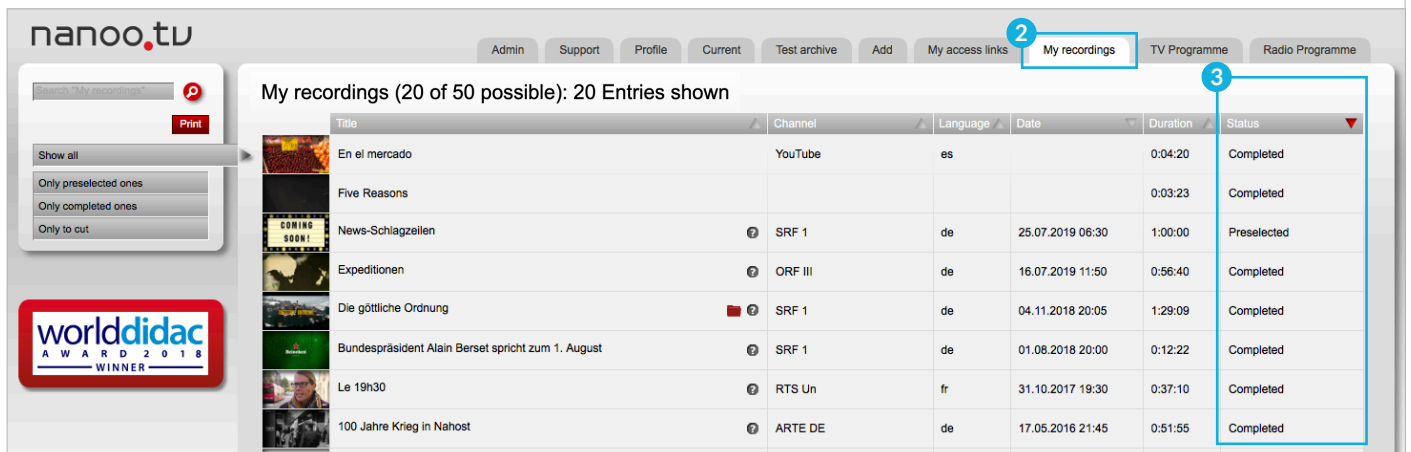 nanoo.tv
Admin Support Profile Current Test archive Add My access links 2 My recordings TV Programme Radio Programme
Search "My recordings"
Print
Show all
Only preselected ones
Only completed ones
Only to cut
worlddidac
AWARD 2018
WINNER
My recordings (20 of 50 possible): 20 Entries shown
3
Title Channel Language Date Duration Status
En el mercado YouTube es 0:04:20 Completed
Five Reasons 0:03:23 Completed
COMING
SOON!
News-Schlagzeilen ? SRF 1 de 25.07.2019 06:30 1:00:00 Preselected
Expeditionen ? ORF III de 16.07.2019 11:50 0:56:40 Completed
Die göttliche Ordnung ? SRF 1 de 04.11.2018 20:05 1:29:09 Completed
Heineken
Bundespräsident Alain Berset spricht zum 1. August ? SRF 1 de 01.08.2018 20:00 0:12:22 Completed
Le 19h30 ? RTS Un fr 31.10.2017 19:30 0:37:10 Completed
100 Jahre Krieg in Nahost ? ARTE DE de 17.05.2016 21:45 0:51:55 Completed